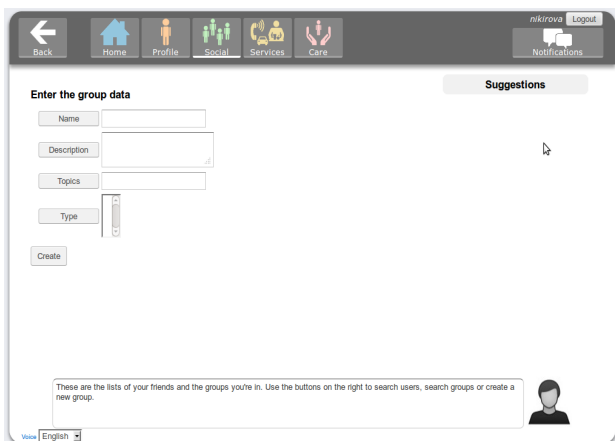 nikirova Logout
Back Home Profile Social Services Care Notifications
Suggestions
Enter the group data
Name
Description
Topics
Type
Create
These are the lists of your friends and the groups you're in. Use the buttons on the right to search users, search groups or create a
new group.
Voice English